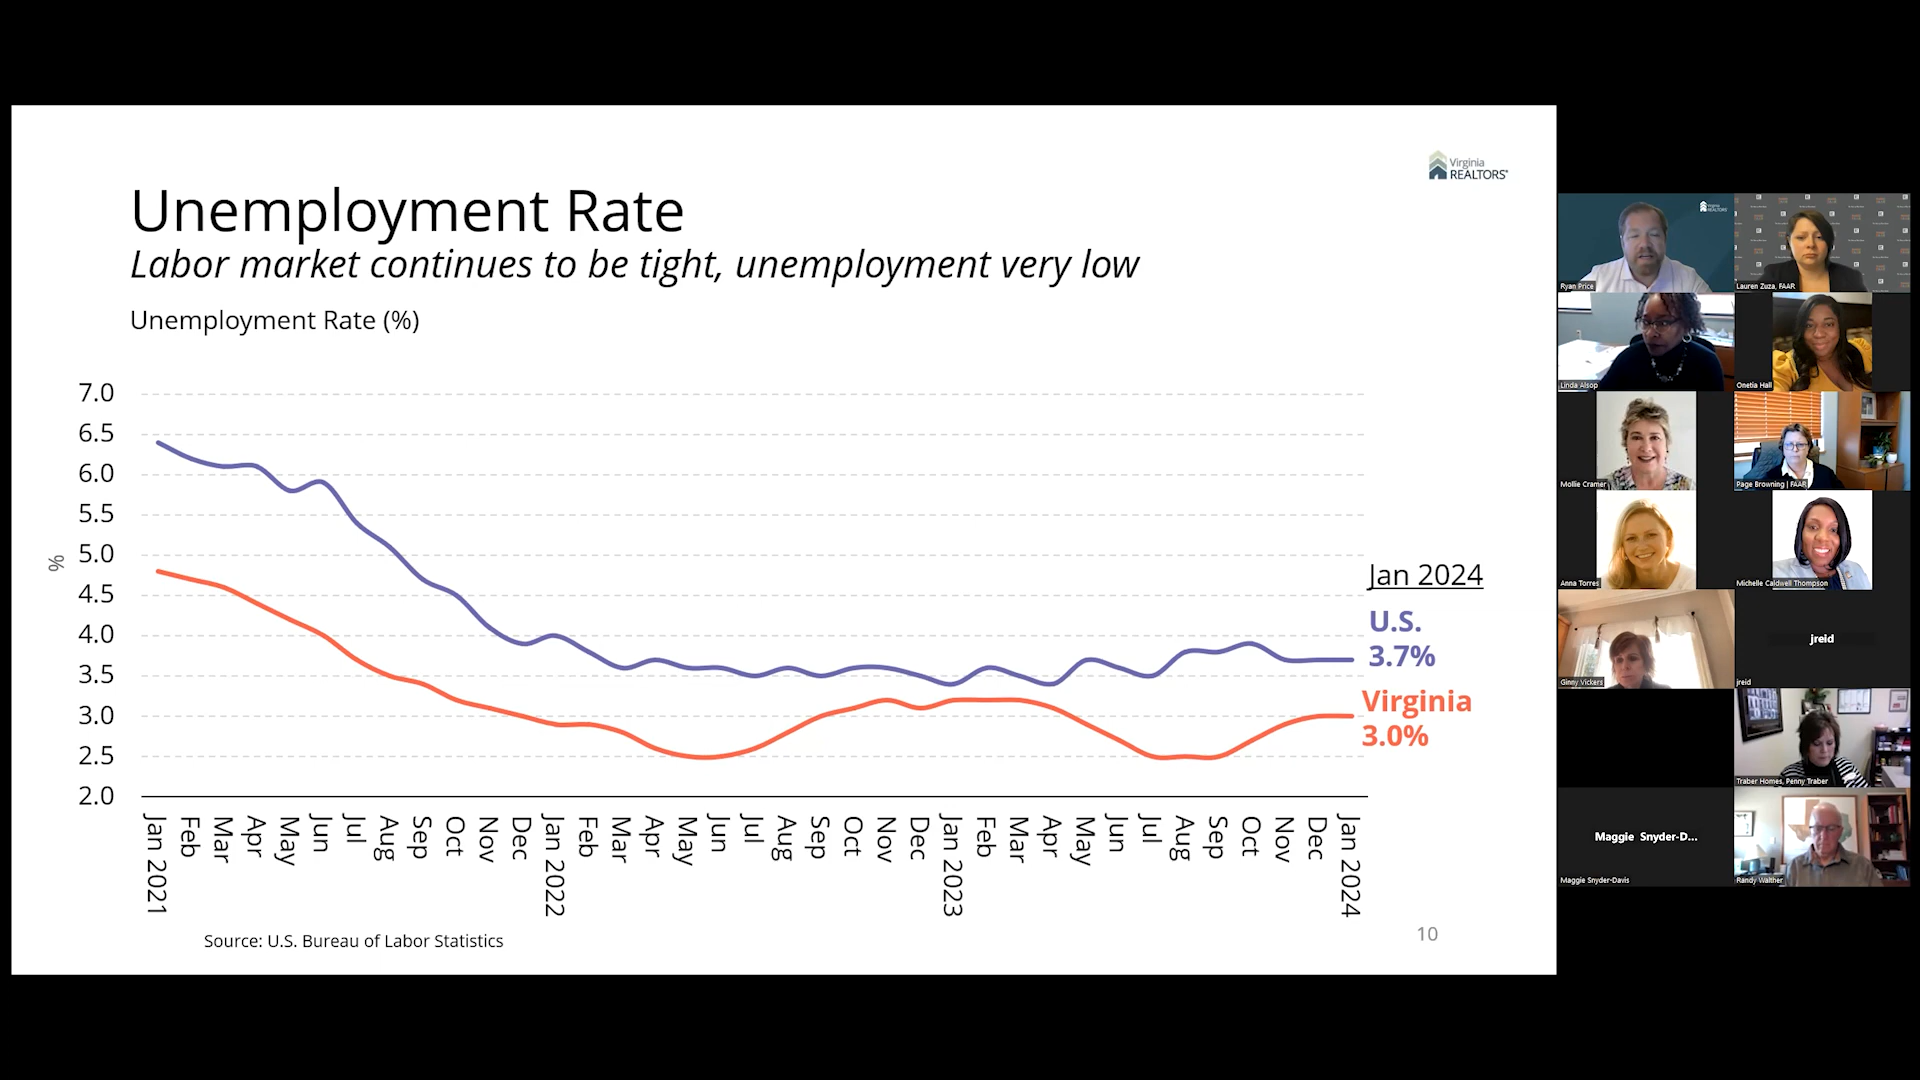 Virginia
REALTORS®
Unemployment Rate
Labor market continues to be tight, unemployment very low
Unemployment Rate (%)
7.0
6.5
6.0
5.5
5.0
4.5
4.0
3.5
3.0
2.5
2.0
%
Jan 2024
U.S.
3.7%
Virginia
3.0%
Jan 2021
Feb
Mar
Apr
May
Jun
Jul
Aug
Sep
Oct
Nov
Dec
Jan 2022
Feb
Mar
Apr
May
Jun
Jul
Aug
Sep
Oct
Nov
Dec
Jan 2023
Feb
Mar
Apr
May
Jun
Jul
Aug
Sep
Oct
Nov
Dec
Jan 2024
Source: U.S. Bureau of Labor Statistics
10
Ryan Price
Lauren Zuza, FAAR
Linda Alsop
Onetia Hall
Mollie Cramer
Page Browning | FAAR
Anna Torres
Michelle Caldwell Thompson
Ginny Vickers
jreid
jreid
Traber Homes, Penny Traber
Maggie Snyder-D...
Maggie Snyder-Davis
Randy Walther